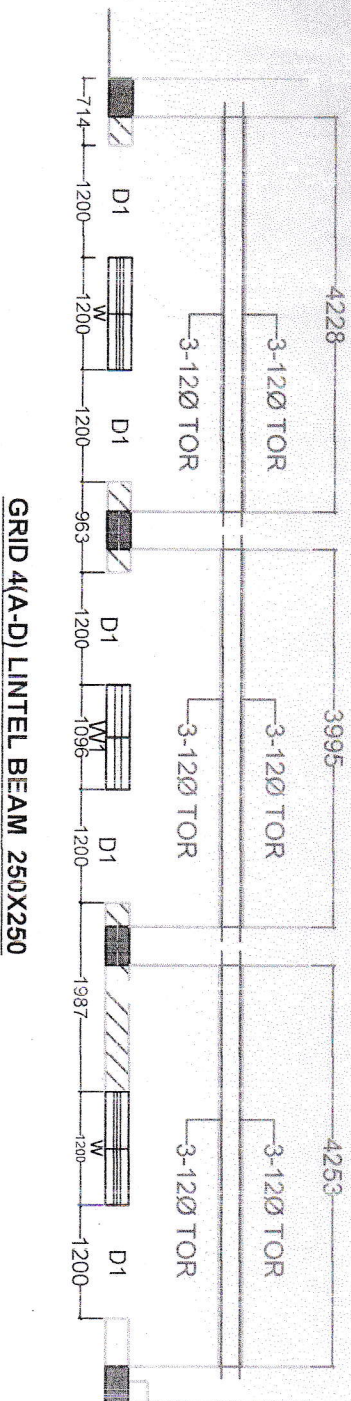 4228 3995 4253
3-12Ø TOR 3-12Ø TOR 3-12Ø TOR
3-12Ø TOR 3-12Ø TOR 3-12Ø TOR
D1 D1 D1 D1 D1
W W1 W
714 1200 1200 1200 963 1200 1096 1200 1987 1200 1200
GRID 4(A-D) LINTEL BEAM 250X250